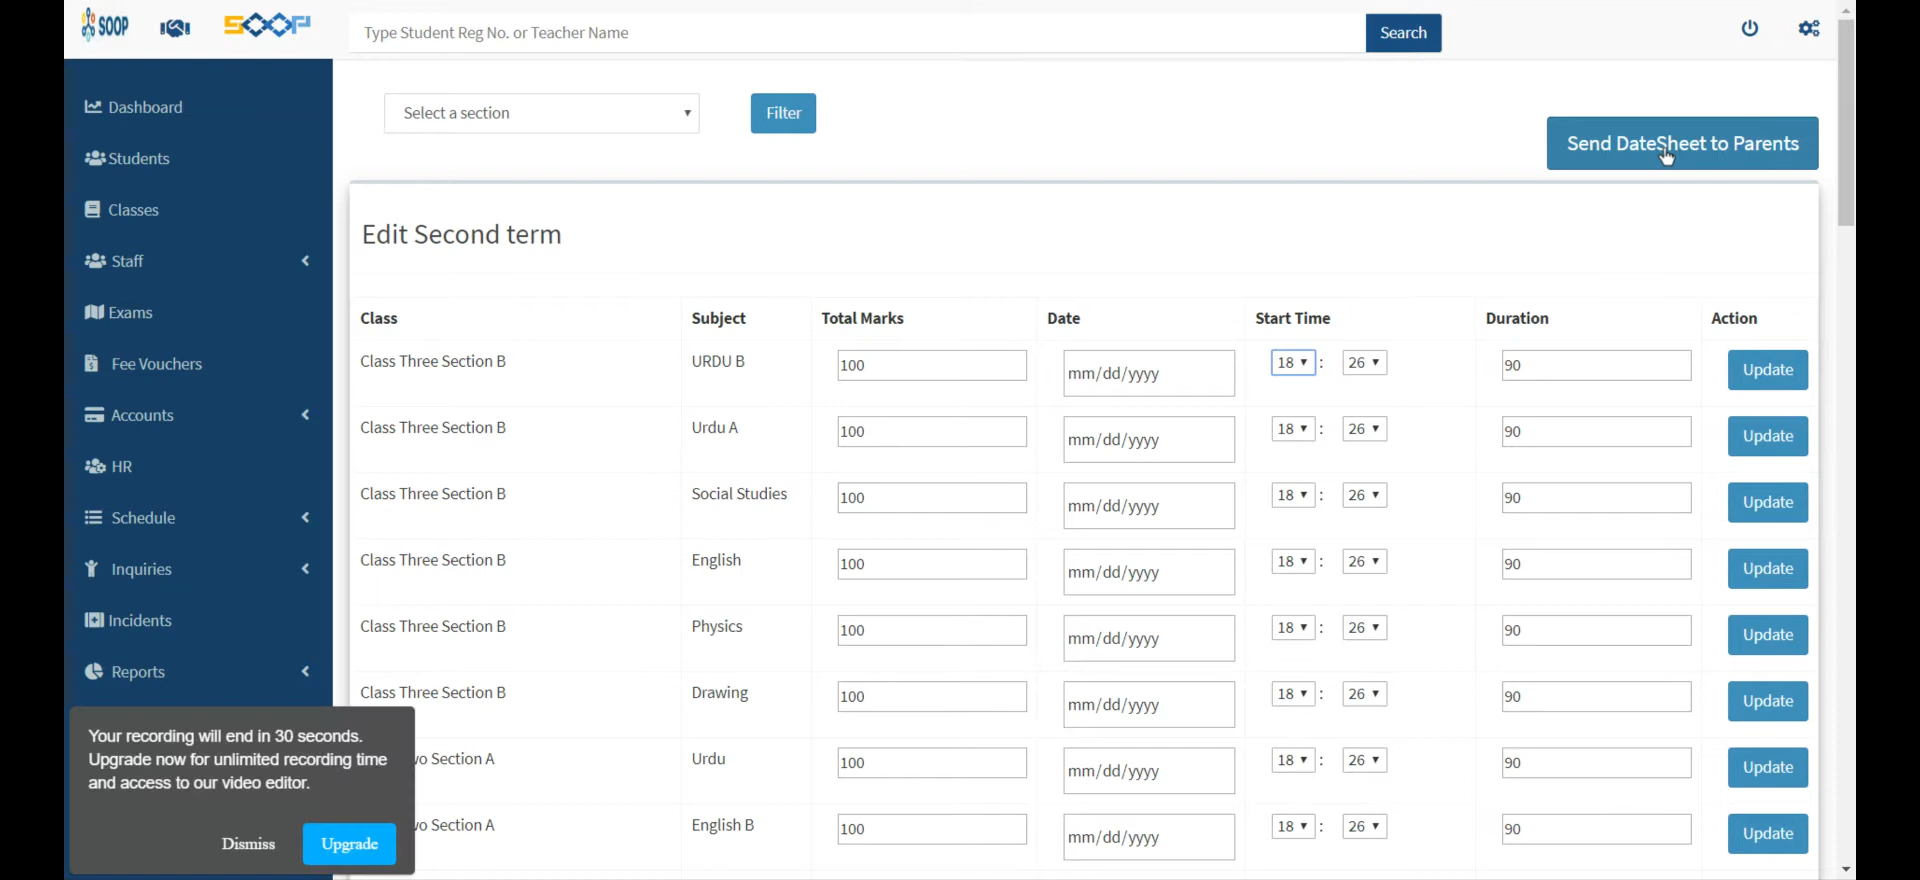 SOOP
SOOP
Type Student Reg No. or Teacher Name
Search
Dashboard
Students
Classes
Staff
Exams
Fee Vouchers
Accounts
HR
Schedule
Inquiries
Incidents
Reports
Select a section
Filter
Send DateSheet to Parents
Edit Second term
Class Subject Total Marks Date Start Time Duration Action
Class Three Section B URDU B 100 mm/dd/yyyy 18 : 26 90 Update
Class Three Section B Urdu A 100 mm/dd/yyyy 18 : 26 90 Update
Class Three Section B Social Studies 100 mm/dd/yyyy 18 : 26 90 Update
Class Three Section B English 100 mm/dd/yyyy 18 : 26 90 Update
Class Three Section B Physics 100 mm/dd/yyyy 18 : 26 90 Update
Class Three Section B Drawing 100 mm/dd/yyyy 18 : 26 90 Update
Section A Urdu 100 mm/dd/yyyy 18 : 26 90 Update
Section A English B 100 mm/dd/yyyy 18 : 26 90 Update
Your recording will end in 30 seconds.
Upgrade now for unlimited recording time
and access to our video editor.
Dismiss Upgrade